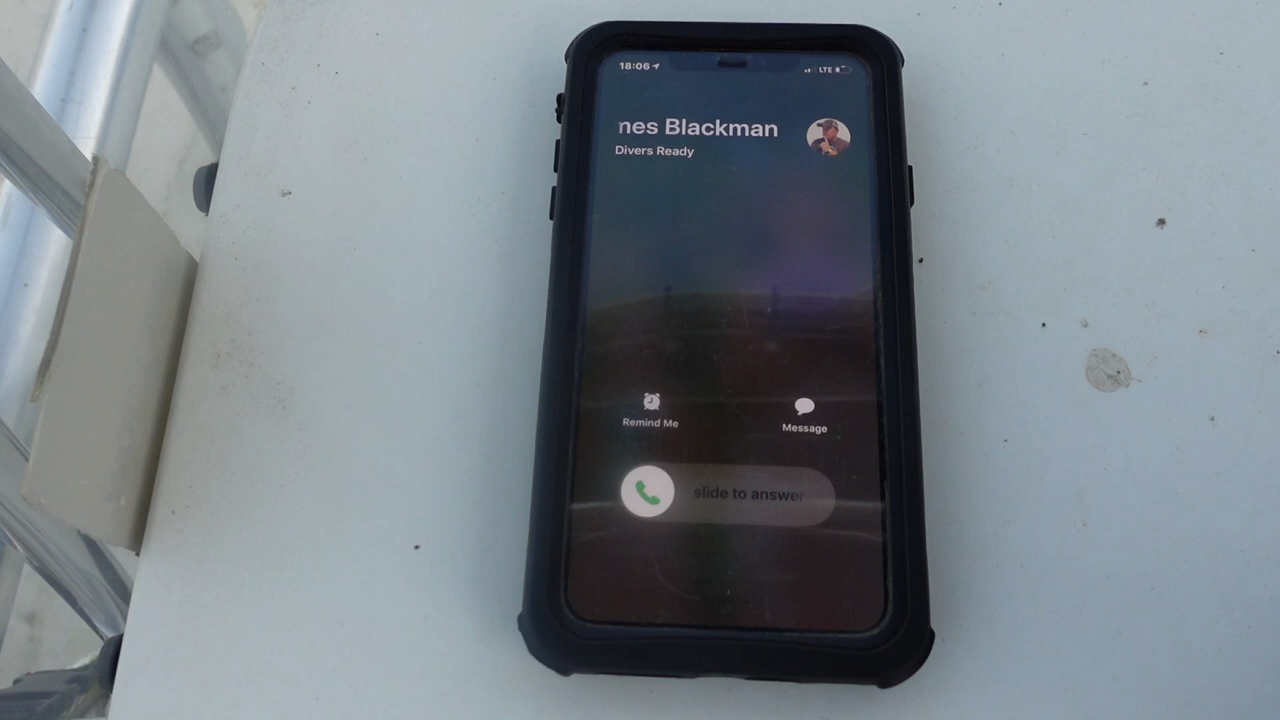 18:06
LTE
nes Blackman
Divers Ready
Remind Me
Message
slide to answer